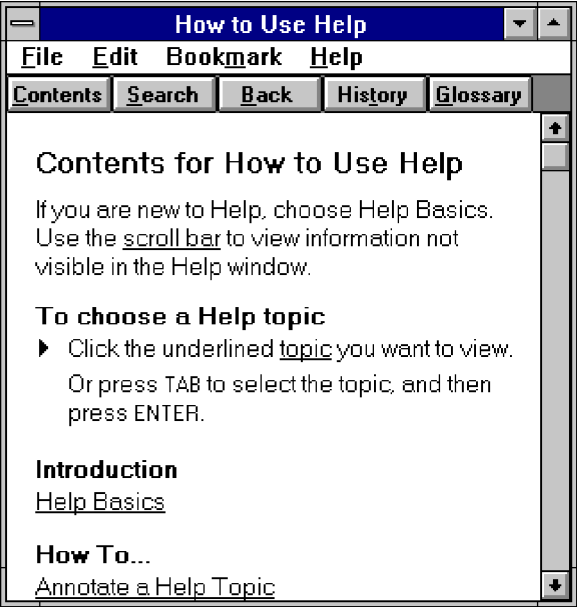 How to Use Help
File Edit Bookmark Help
Contents Search Back History Glossary
Contents for How to Use Help
If you are new to Help, choose Help Basics.
Use the scroll bar to view information not
visible in the Help window.
To choose a Help topic
Click the underlined topic you want to view.
Or press TAB to select the topic, and then
press ENTER.
Introduction
Help Basics
How To...
Annotate a Help Topic